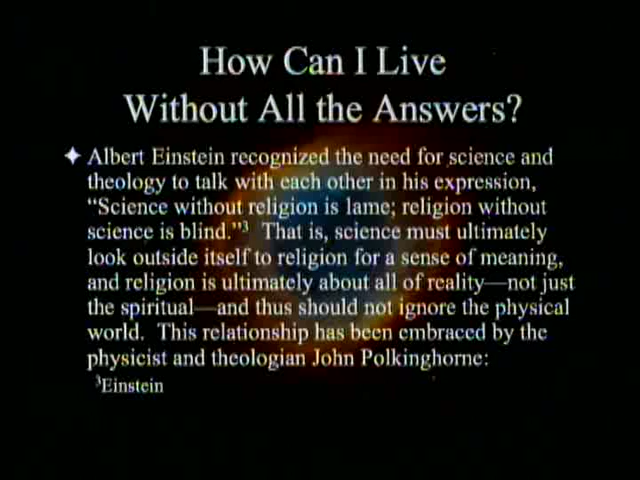 How Can I Live
Without All the Answers?
Albert Einstein recognized the need for science and
theology to talk with each other in his expression,
“Science without religion is lame; religion without
science is blind.”³ That is, science must ultimately
look outside itself to religion for a sense of meaning,
and religion is ultimately about all of reality—not just
the spiritual—and thus should not ignore the physical
world. This relationship has been embraced by the
physicist and theologian John Polkinghorne:
³Einstein